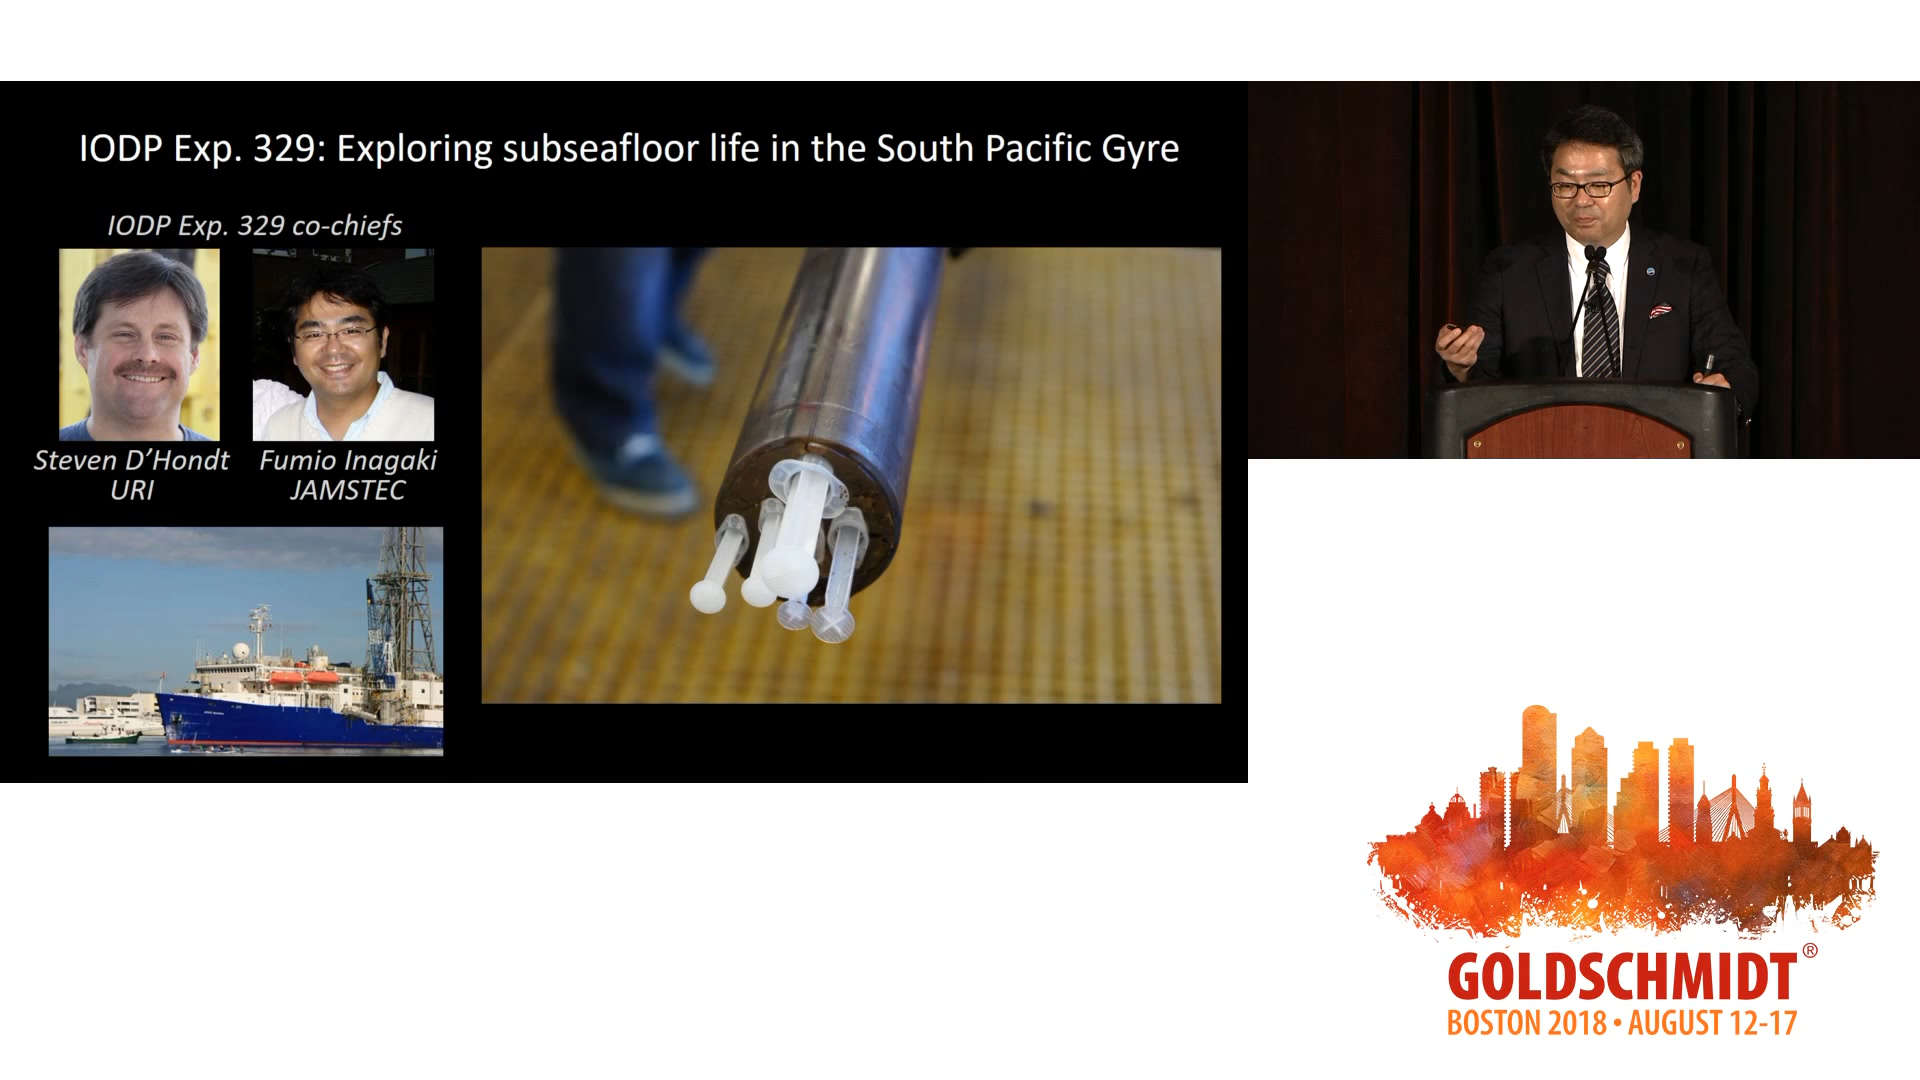 IODP Exp. 329: Exploring subseafloor life in the South Pacific Gyre
IODP Exp. 329 co-chiefs
Steven D'Hondt
URI
Fumio Inagaki
JAMSTEC
GOLDSCHMIDT®
BOSTON 2018 • AUGUST 12-17